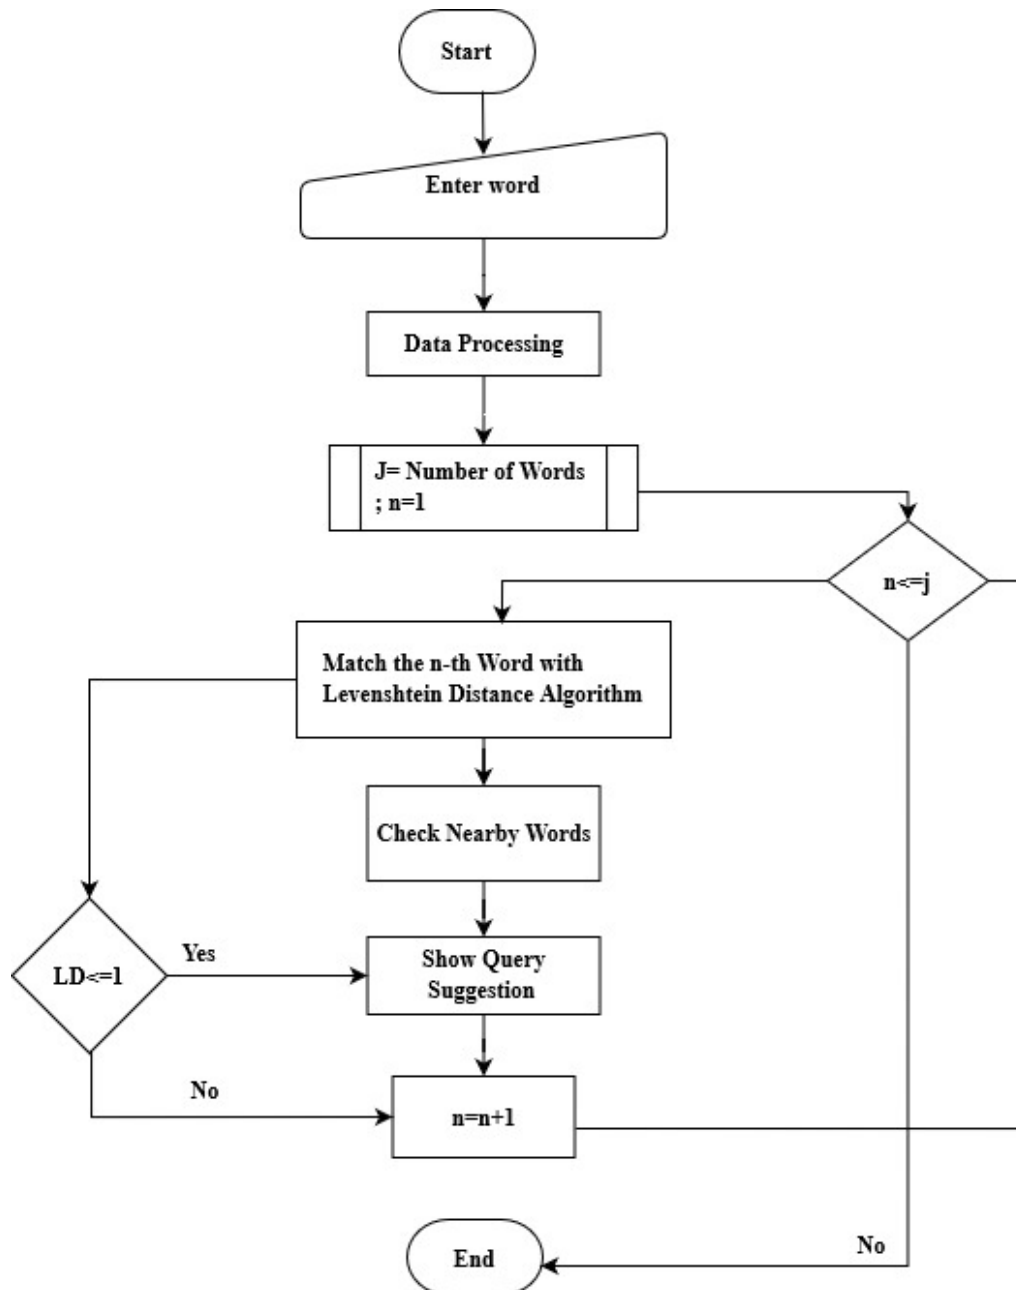 Start
Enter word
Data Processing
J= Number of Words
; n=1
n<=j
Match the n-th Word with
Levenshtein Distance Algorithm
Check Nearby Words
LD<=1
Yes
Show Query
Suggestion
No
n=n+1
No
End